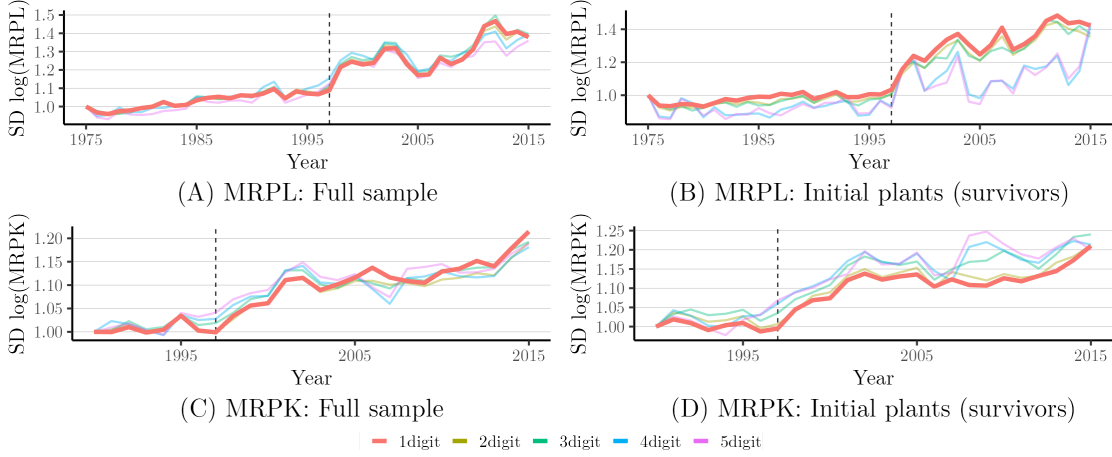 SD log(MRPL)
1.5
1.4
1.3
1.2
1.1
1.0
1975
1985
1995
2005
2015
Year
(A) MRPL: Full sample
SD log(MRPL)
1.4
1.2
1.0
1975
1985
1995
2005
2015
Year
(B) MRPL: Initial plants (survivors)
SD log(MRPK)
1.20
1.15
1.10
1.05
1.00
1995
2005
2015
Year
(C) MRPK: Full sample
SD log(MRPK)
1.25
1.20
1.15
1.10
1.05
1.00
1995
2005
2015
Year
(D) MRPK: Initial plants (survivors)
1digit 2digit 3digit 4digit 5digit